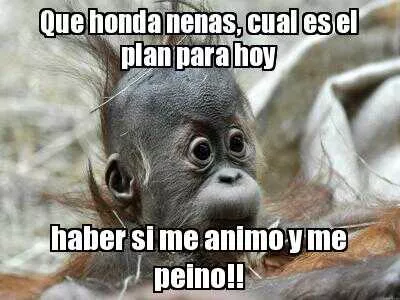 Que honda nenas, cual es el
plan para hoy
haber si me animo y me
peino!!